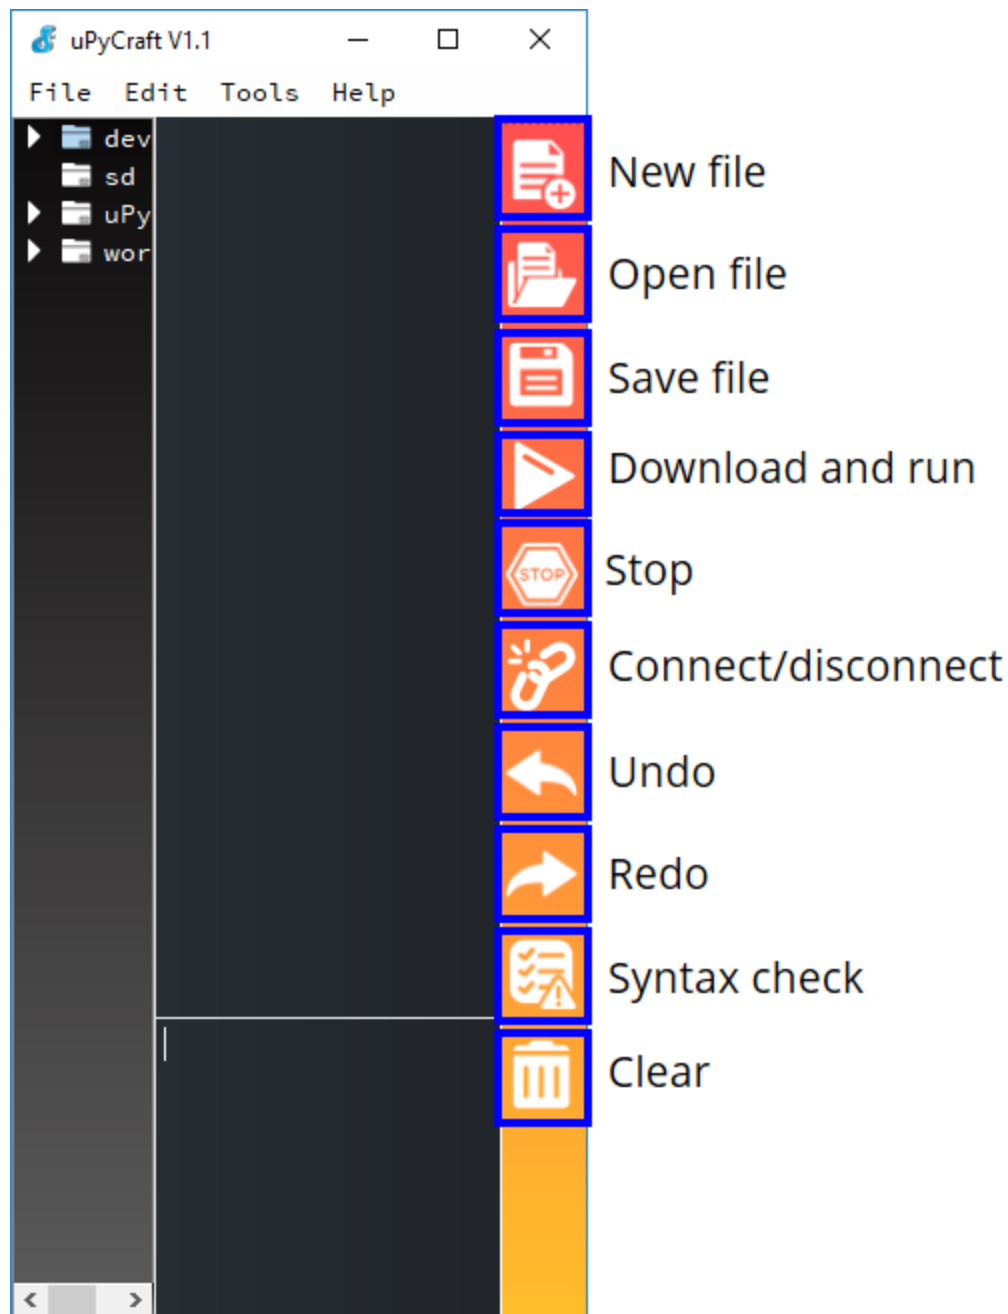 uPyCraft V1.1
File Edit Tools Help
dev
sd
uPy
wor
New file
Open file
Save file
Download and run
STOP
Stop
Connect/disconnect
Undo
Redo
Syntax check
Clear